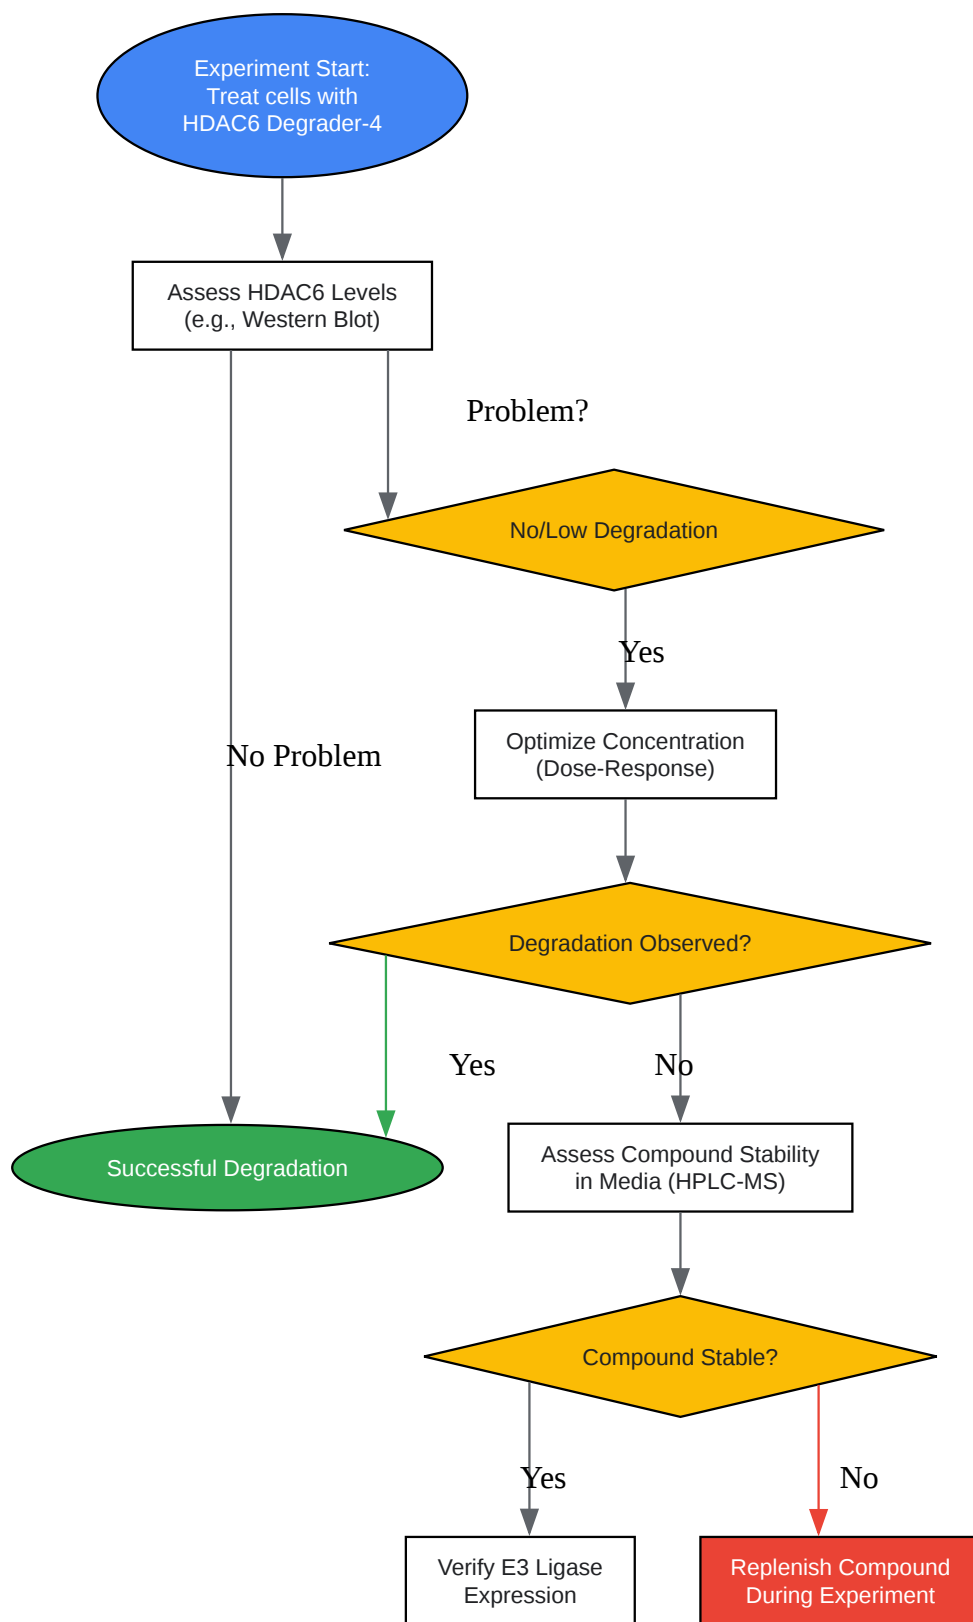 Experiment Start:
Treat cells with
HDAC6 Degrader-4
Assess HDAC6 Levels
(e.g., Western Blot)
Problem?
No/Low Degradation
Yes
Optimize Concentration
(Dose-Response)
No Problem
Degradation Observed?
Yes
No
Successful Degradation
Assess Compound Stability
in Media (HPLC-MS)
Compound Stable?
Yes
No
Verify E3 Ligase
Expression
Replenish Compound
During Experiment